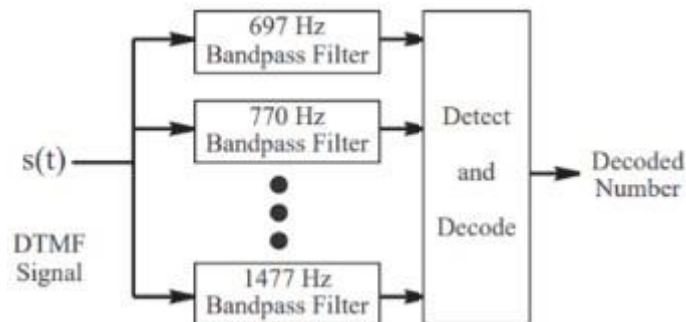 697 Hz
Bandpass Filter
770 Hz
Bandpass Filter
s(t)
DTMF
Signal
1477 Hz
Bandpass Filter
Detect
and
Decode
Decoded
Number